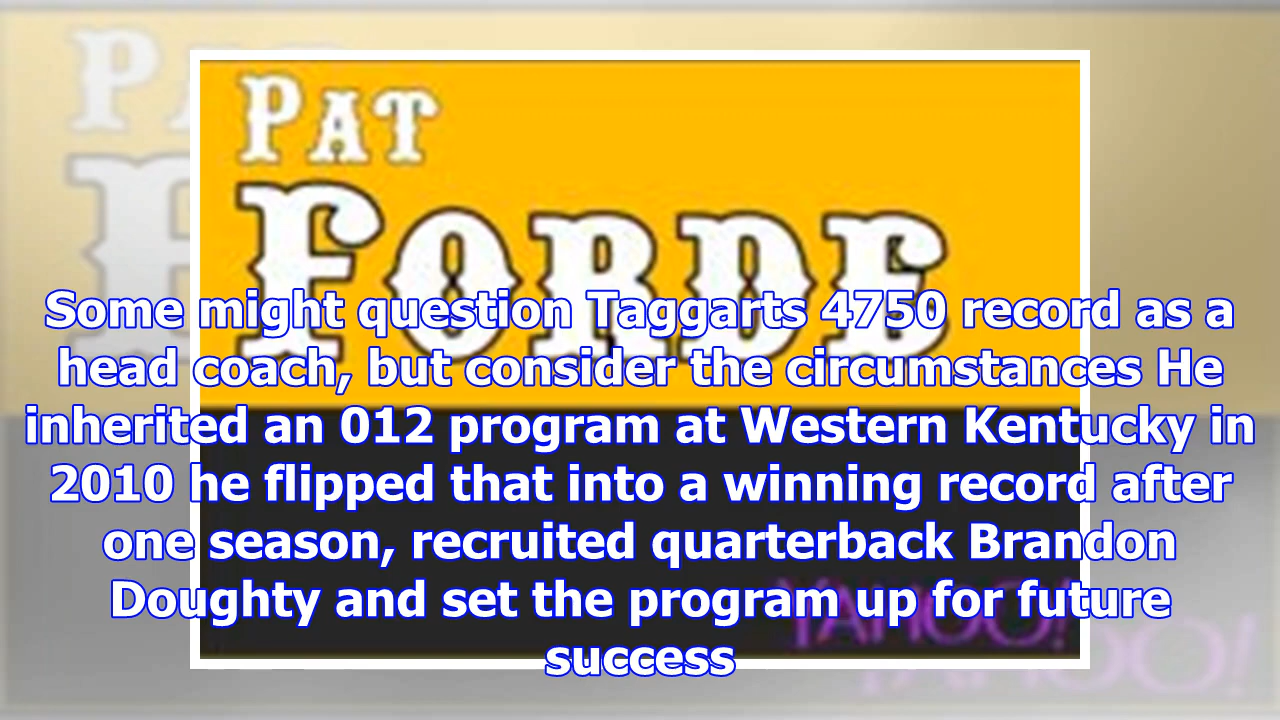 PAT
FORDE
Some might question Taggarts 4750 record as a
head coach, but consider the circumstances He
inherited an 012 program at Western Kentucky in
2010 he flipped that into a winning record after
one season, recruited quarterback Brandon
Doughty and set the program up for future
success
YAHOO!